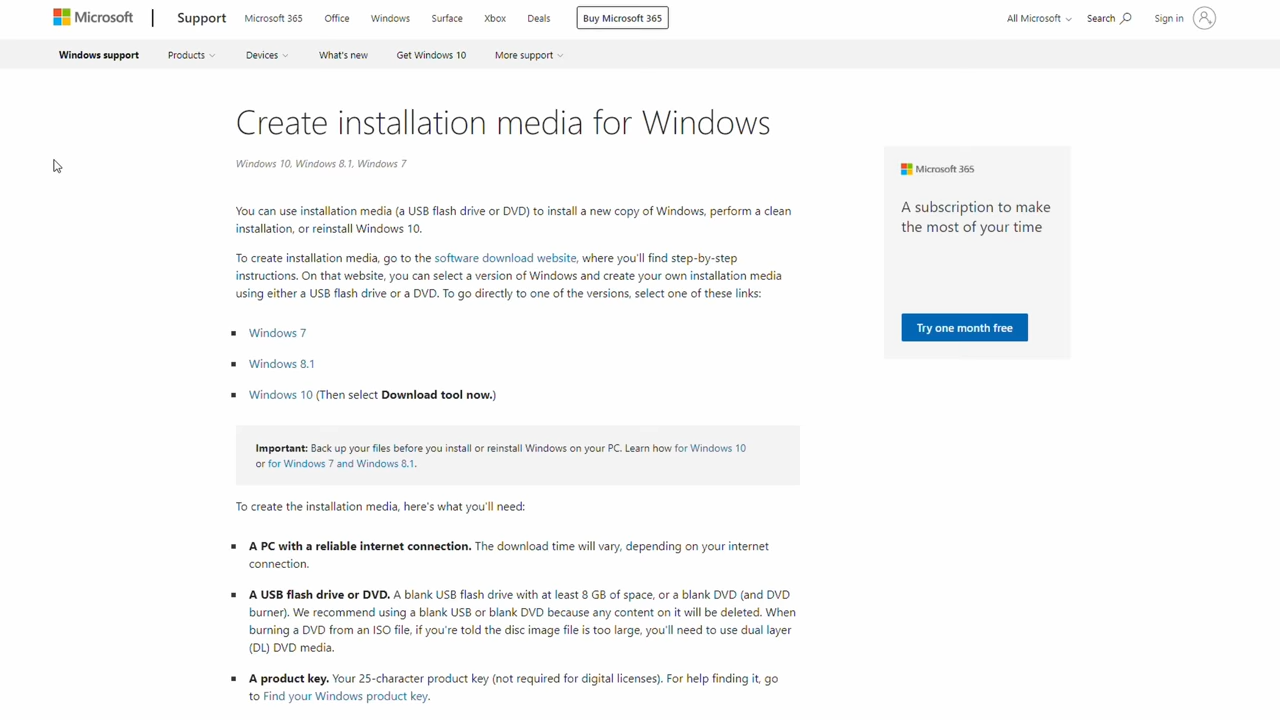 Microsoft Support Microsoft 365 Office Windows Surface Xbox Deals Buy Microsoft 365 All Microsoft Search Sign in
Windows support Products Devices What's new Get Windows 10 More support
Create installation media for Windows
Windows 10, Windows 8.1, Windows 7
You can use installation media (a USB flash drive or DVD) to install a new copy of Windows, perform a clean
installation, or reinstall Windows 10.
To create installation media, go to the software download website, where you'll find step-by-step
instructions. On that website, you can select a version of Windows and create your own installation media
using either a USB flash drive or a DVD. To go directly to one of the versions, select one of these links:
Windows 7
Windows 8.1
Windows 10 (Then select Download tool now.)
Important: Back up your files before you install or reinstall Windows on your PC. Learn how for Windows 10
or for Windows 7 and Windows 8.1.
To create the installation media, here's what you'll need:
A PC with a reliable internet connection. The download time will vary, depending on your internet
connection.
A USB flash drive or DVD. A blank USB flash drive with at least 8 GB of space, or a blank DVD (and DVD
burner). We recommend using a blank USB or blank DVD because any content on it will be deleted. When
burning a DVD from an ISO file, if you're told the disc image file is too large, you'll need to use dual layer
(DL) DVD media.
A product key. Your 25-character product key (not required for digital licenses). For help finding it, go
to Find your Windows product key.
Microsoft 365
A subscription to make
the most of your time
Try one month free